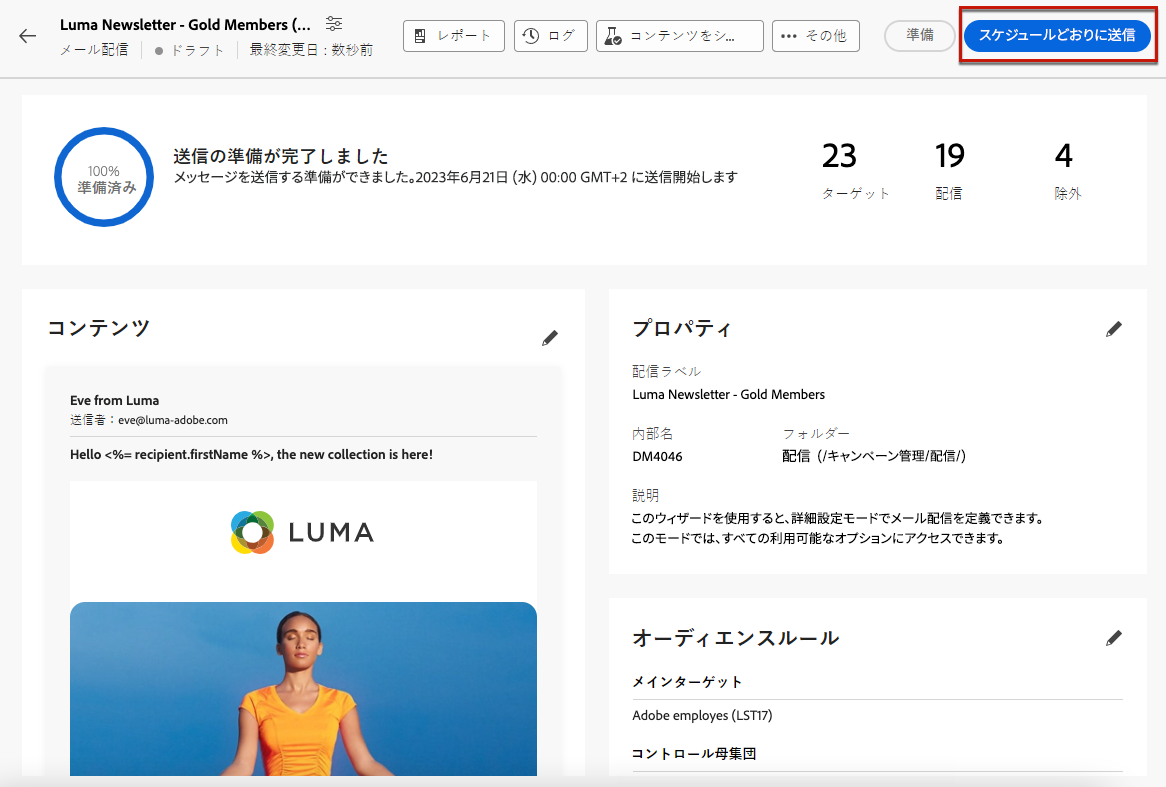 Luma Newsletter - Gold Members (...
メール配信
ドラフト
最終変更日：数秒前
レポート
ログ
コンテンツをシ...
その他
準備
スケジュールどおりに送信
100%
準備済み
送信の準備が完了しました
メッセージを送信する準備ができました。2023年6月21日 (水) 00:00 GMT+2 に送信開始します
23
ターゲット
19
配信
4
除外
コンテンツ
Eve from Luma
送信者：eve@luma-adobe.com
Hello <%= recipient.firstName %>, the new collection is here!
LUMA
プロパティ
配信ラベル
Luma Newsletter - Gold Members
内部名
DM4046
フォルダー
配信 (/キャンペーン管理/配信/)
説明
このウィザードを使用すると、詳細設定モードでメール配信を定義できます。
このモードでは、すべての利用可能なオプションにアクセスできます。
オーディエンスルール
メインターゲット
Adobe employes (LST17)
コントロール母集団